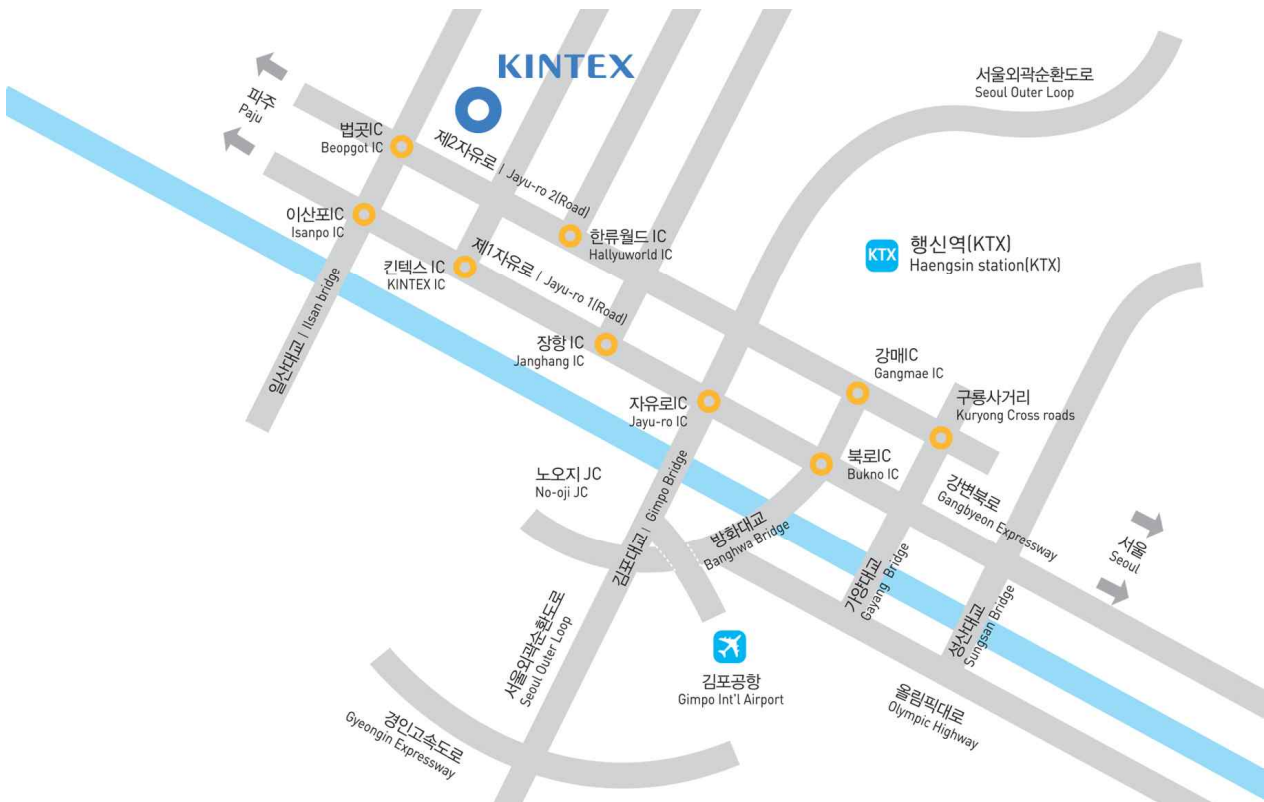 KINTEX
서울외곽순환도로
Seoul Outer Loop
파주
Paju
법곳IC
Beopgot IC
제2자유로 | Jayu-ro 2(Road)
이산포IC
Isanpo IC
한류월드 IC
Hallyuworld IC
KTX
행신역(KTX)
Haengsin station(KTX)
킨텍스 IC
KINTEX IC
제1자유로 | Jayu-ro 1(Road)
일산대교 | Ilsan bridge
장항 IC
Janghang IC
강매IC
Gangmae IC
자유로IC
Jayu-ro IC
구룡사거리
Kuryong Cross roads
북로IC
Bukno IC
노오지 JC
No-oji JC
김포대교 | Gimpo Bridge
방화대교
Banghwa Bridge
강변북로
Gangbyeon Expressway
서울
Seoul
가양대교
Gayang Bridge
성산대교
Sungsan Bridge
서울외곽순환도로
Seoul Outer Loop
김포공항
Gimpo Int'l Airport
올림픽대로
Olympic Highway
경인고속도로
Gyeongin Expressway